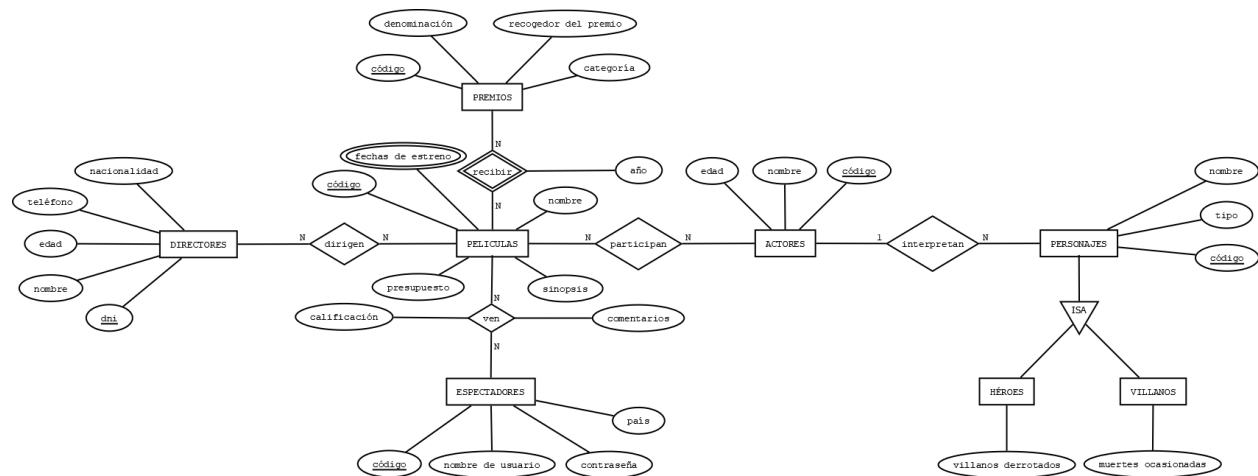 denominación
recogedor del premio
código
categoría
PREMIOS
N
fechas de estreno
recibir
año
código
N
nombre
nacionalidad
teléfono
edad
nombre
dni
DIRECTORES
N
dirigen
N
PELICULAS
presupuesto
sinopsis
N
participan
N
edad
nombre
código
ACTORES
1
interpretan
N
PERSONAJES
nombre
tipo
código
N
calificación
ven
comentarios
N
ESPECTADORES
país
código
nombre de usuario
contraseña
ISA
HÉROES
VILLANOS
villanos derrotados
muertes ocasionadas